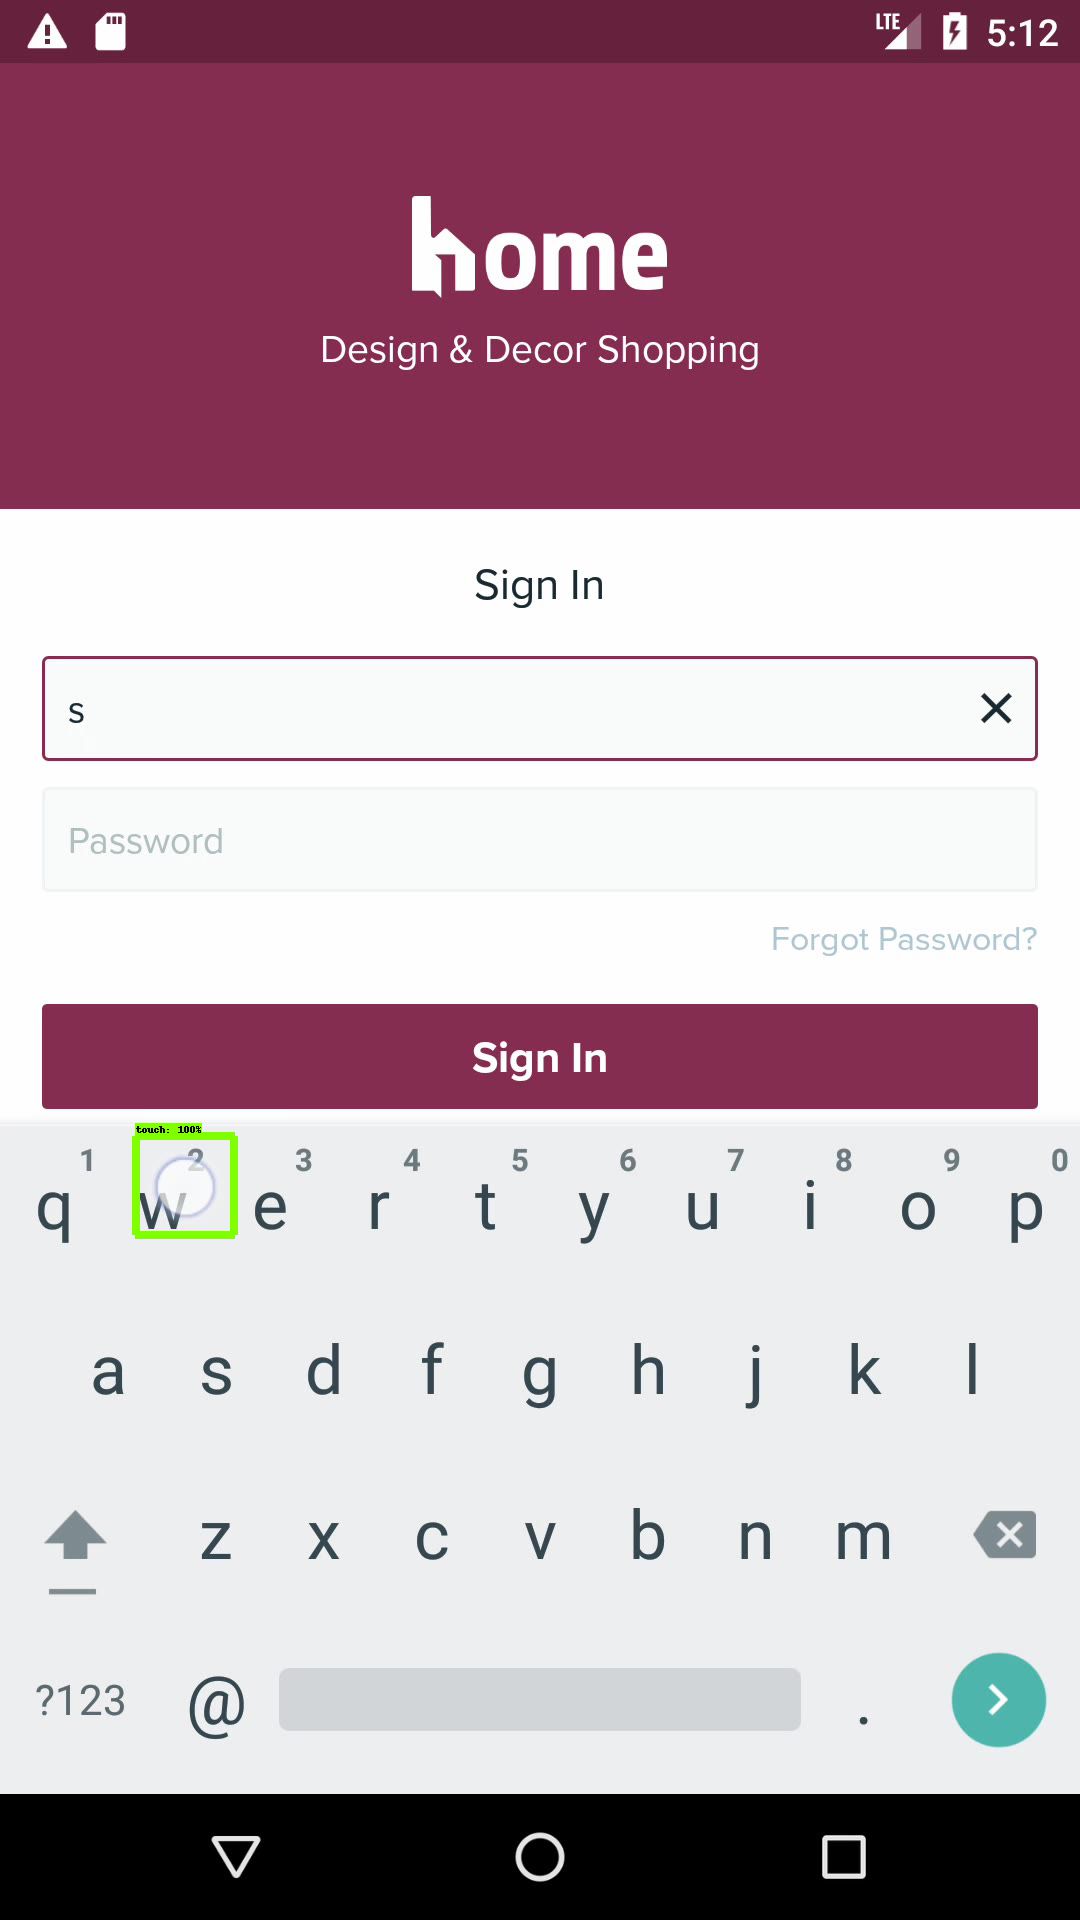 LTE 5:12
home
Design & Decor Shopping
Sign In
s
Password
Forgot Password?
Sign In
touch: 100%
1 2 3 4 5 6 7 8 9 0
q w e r t y u i o p
a s d f g h j k l
z x c v b n m
?123 @ .